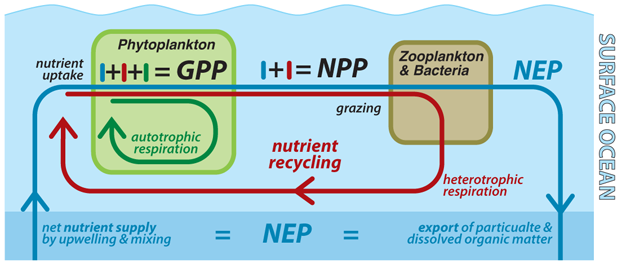 Phytoplankton
nutrient
uptake
I+I+I = GPP
I+I = NPP
Zooplankton
& Bacteria
NEP
grazing
autotrophic
respiration
nutrient
recycling
heterotrophic
respiration
SURFACE OCEAN
net nutrient supply
by upwelling & mixing
= NEP =
export of particualte &
dissolved organic matter